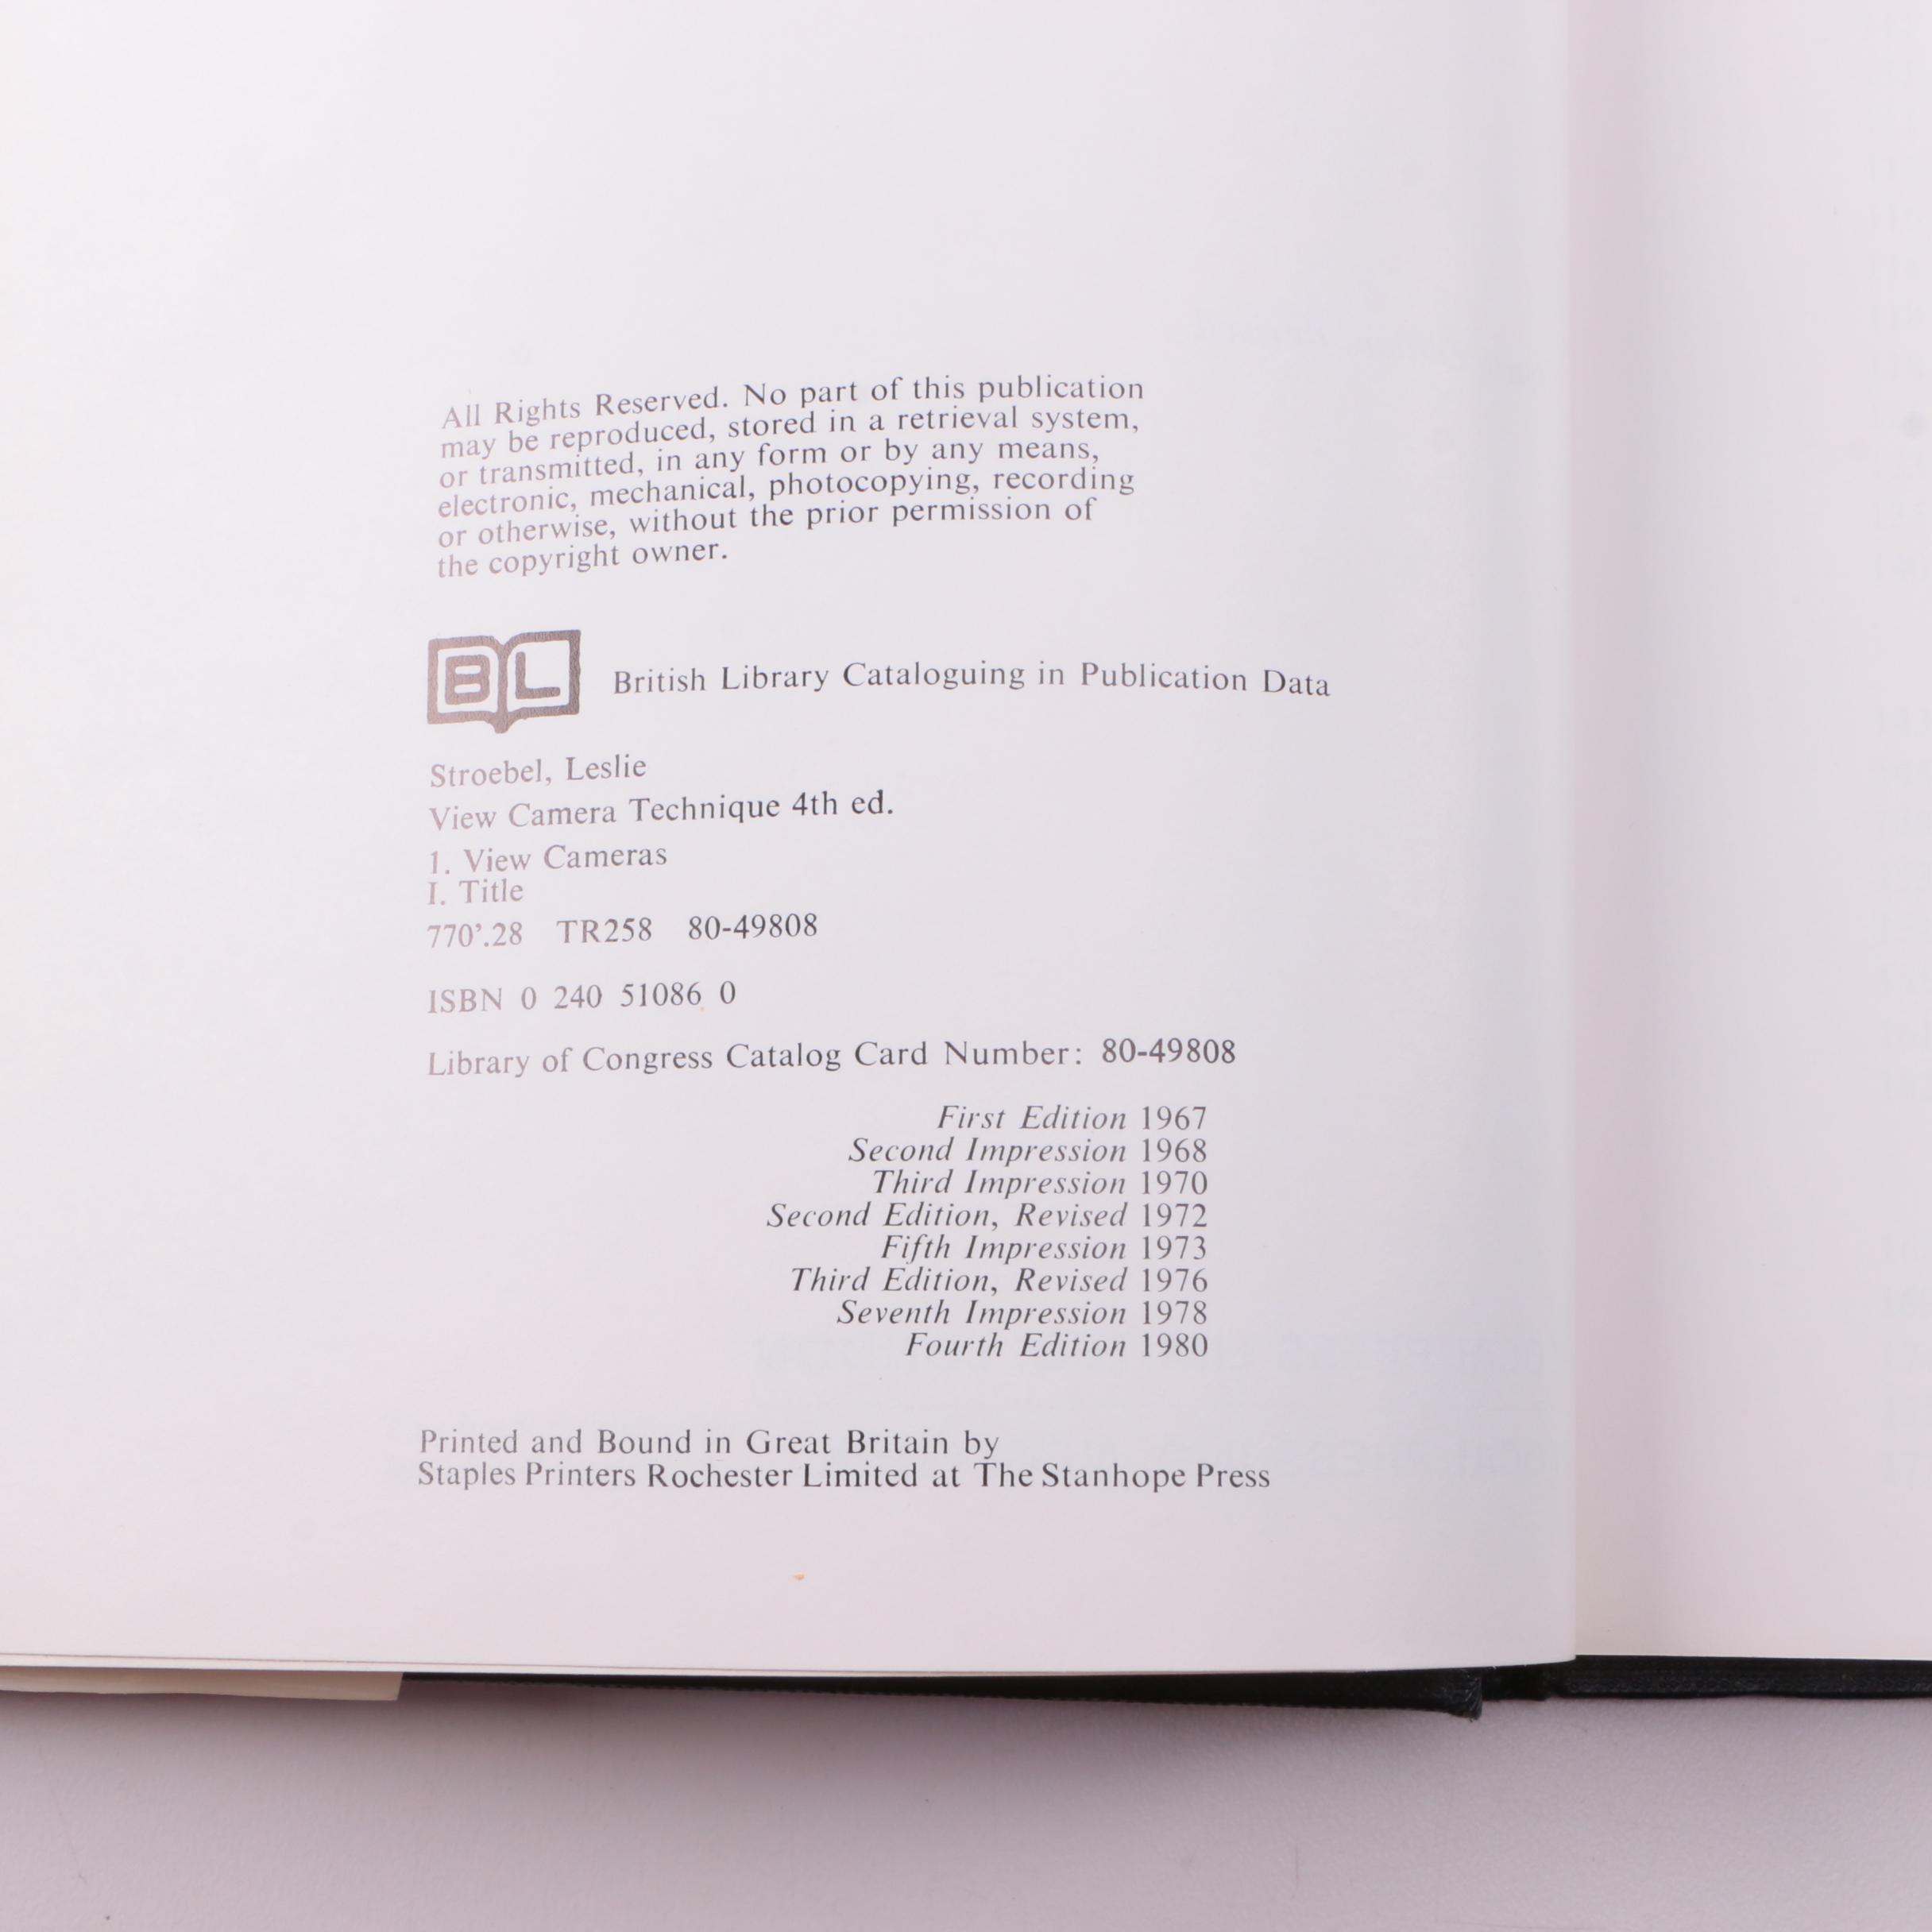 All Rights Reserved. No part of this publication
may be reproduced, stored in a retrieval system,
or transmitted, in any form or by any means,
electronic, mechanical, photocopying, recording
or otherwise, without the prior permission of
the copyright owner.
BL
British Library Cataloguing in Publication Data
Stroebel, Leslie
View Camera Technique 4th ed.
1. View Cameras
I. Title
770'.28 TR258 80-49808
ISBN 0 240 51086 0
Library of Congress Catalog Card Number: 80-49808
First Edition 1967
Second Impression 1968
Third Impression 1970
Second Edition, Revised 1972
Fifth Impression 1973
Third Edition, Revised 1976
Seventh Impression 1978
Fourth Edition 1980
Printed and Bound in Great Britain by
Staples Printers Rochester Limited at The Stanhope Press